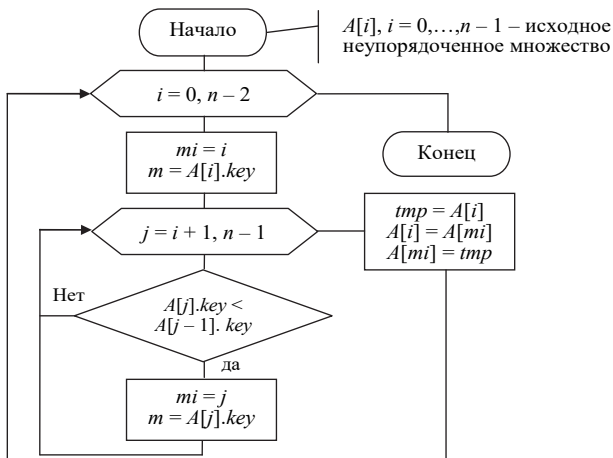 Начало
A[i], i = 0,…,n – 1 – исходное
неупорядоченное множество
i = 0, n – 2
mi = i
m = A[i].key
Конец
j = i + 1, n – 1
tmp = A[i]
A[i] = A[mi]
A[mi] = tmp
Нет
A[j].key <
A[j – 1]. key
да
mi = j
m = A[j].key